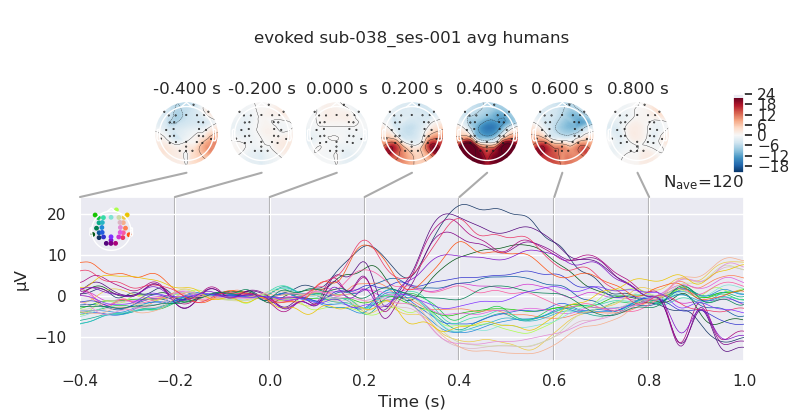 evoked sub-038_ses-001 avg humans
-0.400 s -0.200 s 0.000 s 0.200 s 0.400 s 0.600 s 0.800 s
24
18
12
6
0
−6
−12
−18
Nave=120
20
10
0
−10
µV
−0.4 −0.2 0.0 0.2 0.4 0.6 0.8 1.0
Time (s)